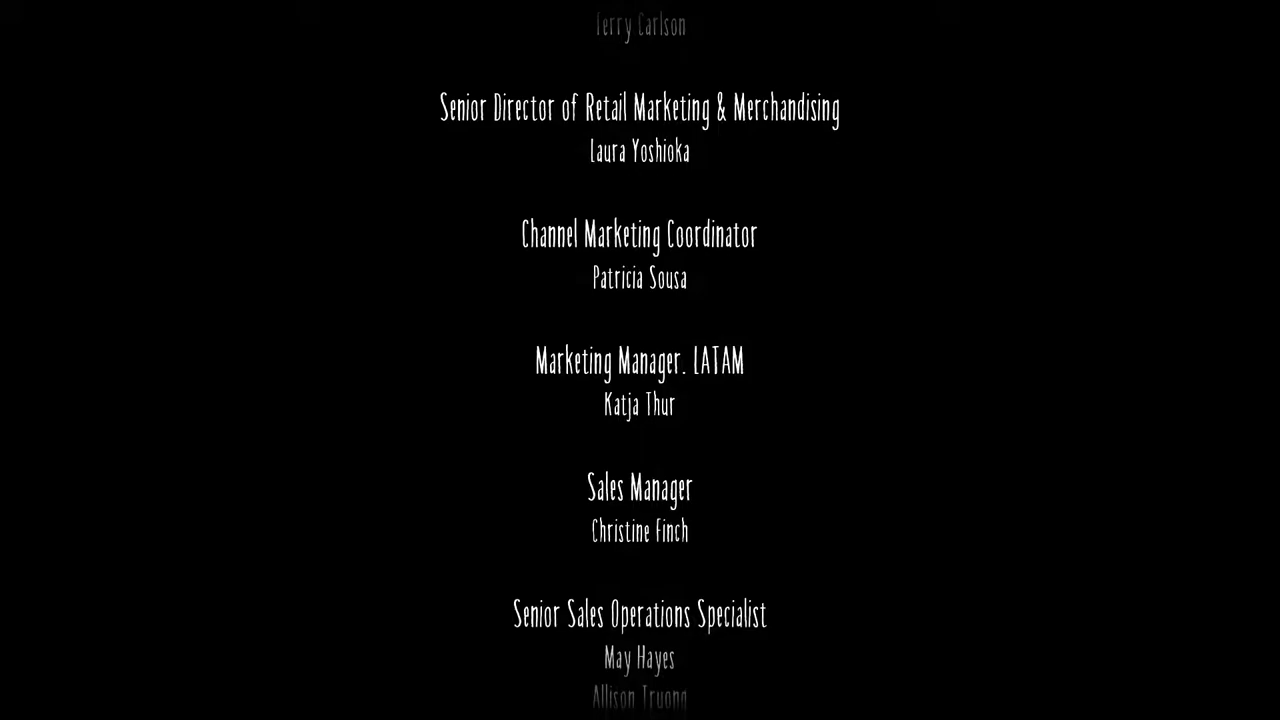 Terry Carlson
Senior Director of Retail Marketing & Merchandising
Laura Yoshioka
Channel Marketing Coordinator
Patricia Sousa
Marketing Manager. LATAM
Katja Thur
Sales Manager
Christine Finch
Senior Sales Operations Specialist
May Hayes
Allison Truong